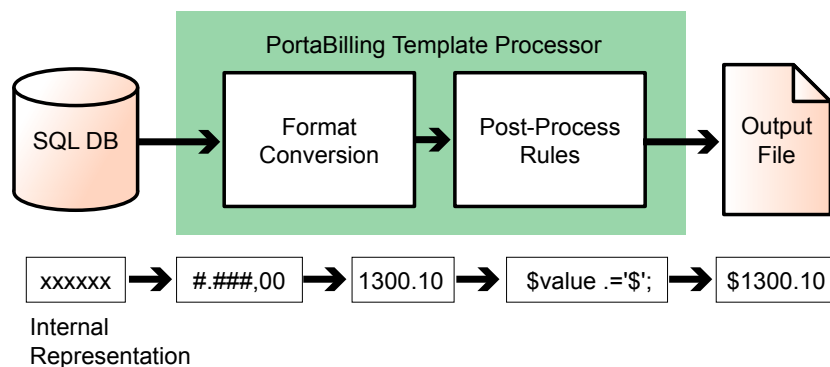 PortaBilling Template Processor
SQL DB
Format
Conversion
Post-Process
Rules
Output
File
xxxxxx
#.###,00
1300.10
$value .='$';
$1300.10
Internal
Representation